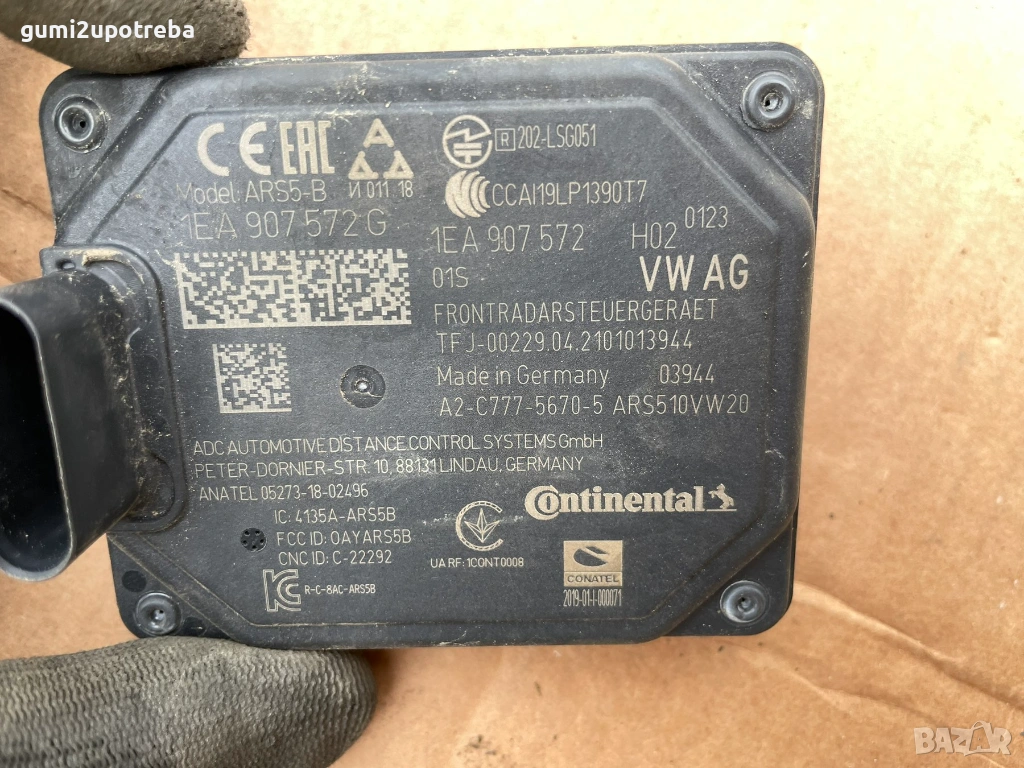 gumi2upotreba
CE EAC
R 202-LSG051
Model: ARS5-B И 011 18
CCAI19LP1390T7
1EA 907 572 G
1EA 907 572 H02 0123
01S VW AG
FRONTRADARSTEUERGERAET
TFJ-00229.04.2101013944
Made in Germany 03944
A2-C777-5670-5 ARS510VW20
ADC AUTOMOTIVE DISTANCE CONTROL SYSTEMS GmbH
PETER-DORNIER-STR. 10, 88131 LINDAU, GERMANY
ANATEL 05273-18-02496
Continental
IC: 4135A-ARS5B
FCC ID: OAYARS5B
CNC ID: C-22292
UA RF: 1CONT0008
CONATEL
2019-01-I-000071
R-C-8AC-ARS5B
BAZAR